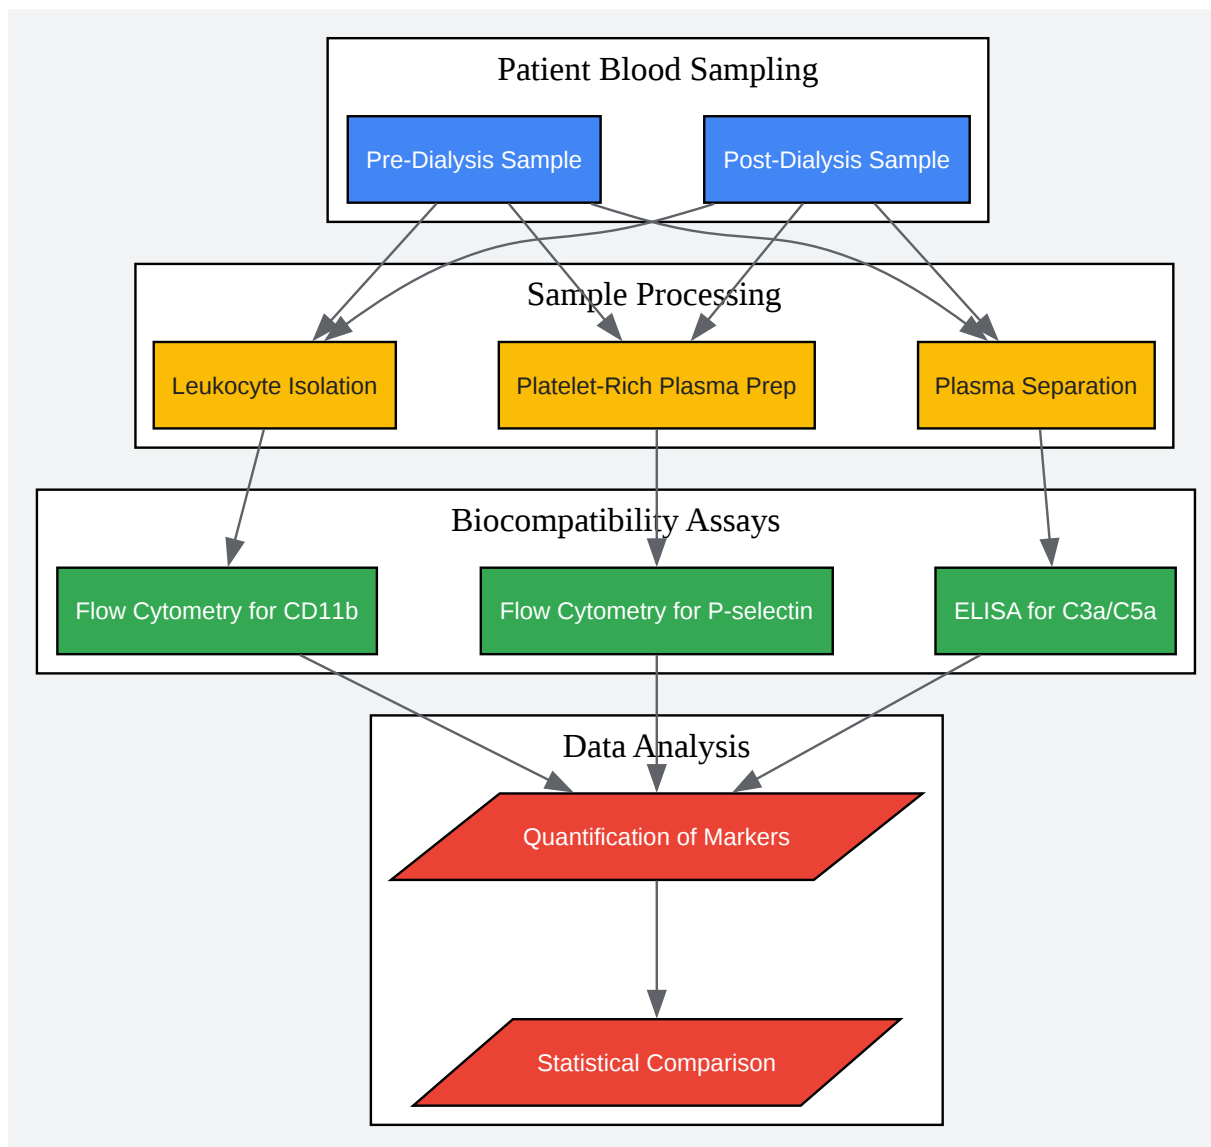 Patient Blood Sampling
Pre-Dialysis Sample
Post-Dialysis Sample
Sample Processing
Leukocyte Isolation
Platelet-Rich Plasma Prep
Plasma Separation
Biocompatibility Assays
Flow Cytometry for CD11b
Flow Cytometry for P-selectin
ELISA for C3a/C5a
Data Analysis
Quantification of Markers
Statistical Comparison